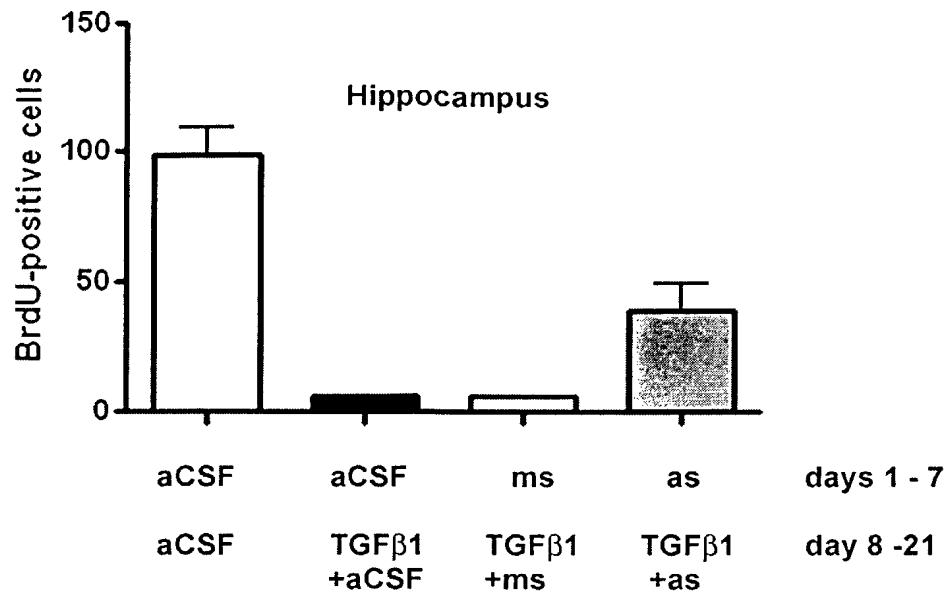 150
100
50
0
BrdU-positive cells
Hippocampus
aCSF aCSF ms as days 1 - 7
aCSF TGFβ1 TGFβ1 TGFβ1 day 8 -21
+aCSF +ms +as